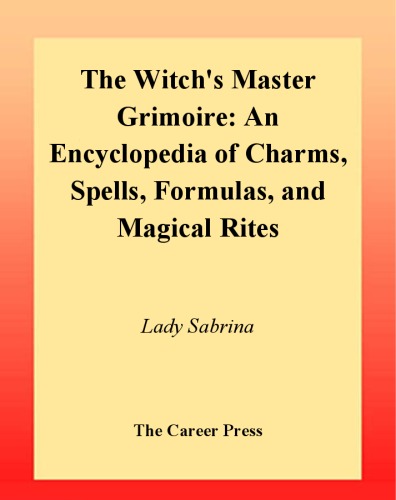 The Witch's Master
Grimoire: An
Encyclopedia of Charms,
Spells, Formulas, and
Magical Rites
Lady Sabrina
The Career Press